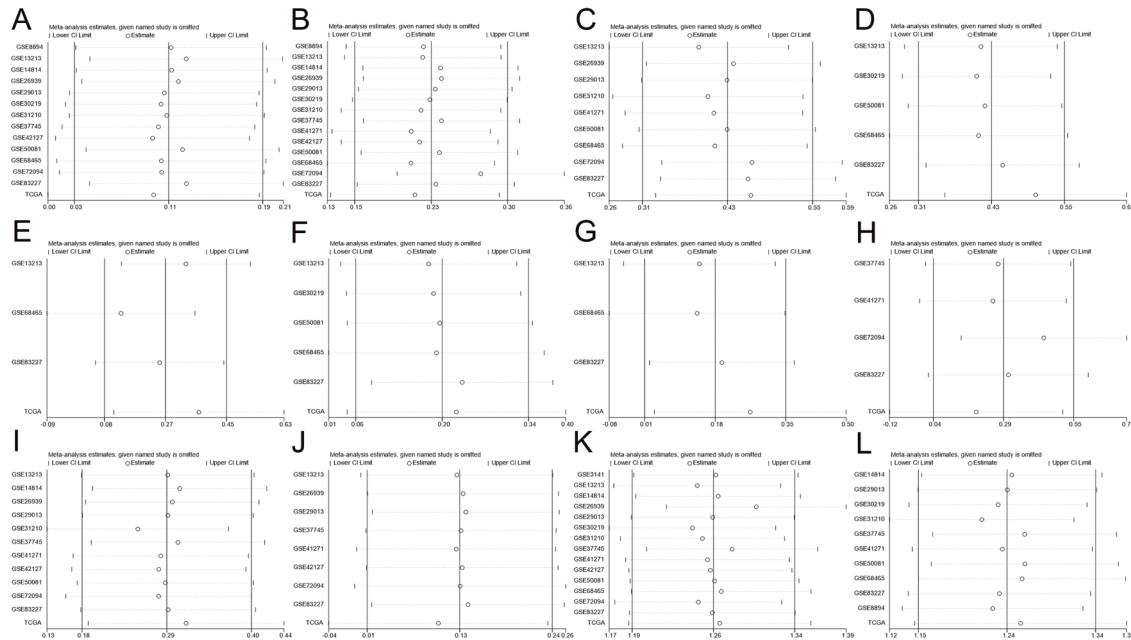 A
Meta-analysis estimates, given named study is omitted
| Lower CI Limit ○ Estimate | Upper CI Limit
GSE8894
GSE13213
GSE14814
GSE26939
GSE29013
GSE30219
GSE31210
GSE37745
GSE42127
GSE50081
GSE68465
GSE72094
GSE83227
TCGA
0.00 0.03 0.11 0.19 0.21
B
Meta-analysis estimates, given named study is omitted
| Lower CI Limit ○ Estimate | Upper CI Limit
GSE8894
GSE13213
GSE14814
GSE26939
GSE29013
GSE30219
GSE31210
GSE37745
GSE41271
GSE42127
GSE50081
GSE68465
GSE72094
GSE83227
TCGA
0.13 0.15 0.23 0.30 0.36
C
Meta-analysis estimates, given named study is omitted
| Lower CI Limit ○ Estimate | Upper CI Limit
GSE13213
GSE26939
GSE29013
GSE31210
GSE41271
GSE50081
GSE68465
GSE72094
GSE83227
TCGA
0.26 0.31 0.43 0.55 0.59
D
Meta-analysis estimates, given named study is omitted
| Lower CI Limit ○ Estimate | Upper CI Limit
GSE13213
GSE30219
GSE50081
GSE68465
GSE83227
TCGA
0.26 0.31 0.43 0.55 0.6
E
Meta-analysis estimates, given named study is omitted
| Lower CI Limit ○ Estimate | Upper CI Limit
GSE13213
GSE68465
GSE83227
TCGA
-0.09 0.08 0.27 0.45 0.63
F
Meta-analysis estimates, given named study is omitted
| Lower CI Limit ○ Estimate | Upper CI Limit
GSE13213
GSE30219
GSE50081
GSE68465
GSE83227
TCGA
0.01 0.06 0.20 0.34 0.40
G
Meta-analysis estimates, given named study is omitted
| Lower CI Limit ○ Estimate | Upper CI Limit
GSE13213
GSE68465
GSE83227
TCGA
-0.08 0.01 0.18 0.35 0.50
H
Meta-analysis estimates, given named study is omitted
| Lower CI Limit ○ Estimate | Upper CI Limit
GSE37745
GSE41271
GSE72094
GSE83227
TCGA
-0.12 0.04 0.29 0.55 0.7
I
Meta-analysis estimates, given named study is omitted
| Lower CI Limit ○ Estimate | Upper CI Limit
GSE13213
GSE14814
GSE26939
GSE29013
GSE31210
GSE37745
GSE41271
GSE42127
GSE50081
GSE72094
GSE83227
TCGA
0.13 0.18 0.29 0.40 0.44
J
Meta-analysis estimates, given named study is omitted
| Lower CI Limit ○ Estimate | Upper CI Limit
GSE13213
GSE26939
GSE29013
GSE37745
GSE41271
GSE42127
GSE72094
GSE83227
TCGA
-0.04 0.01 0.13 0.24 0.26
K
Meta-analysis estimates, given named study is omitted
| Lower CI Limit ○ Estimate | Upper CI Limit
GSE3141
GSE13213
GSE14814
GSE26939
GSE29013
GSE30219
GSE31210
GSE37745
GSE41271
GSE42127
GSE50081
GSE68465
GSE72094
GSE83227
TCGA
1.17 1.19 1.26 1.34 1.39
L
Meta-analysis estimates, given named study is omitted
| Lower CI Limit ○ Estimate | Upper CI Limit
GSE14814
GSE29013
GSE30219
GSE31210
GSE37745
GSE41271
GSE50081
GSE68465
GSE83227
GSE8894
TCGA
1.12 1.15 1.24 1.34